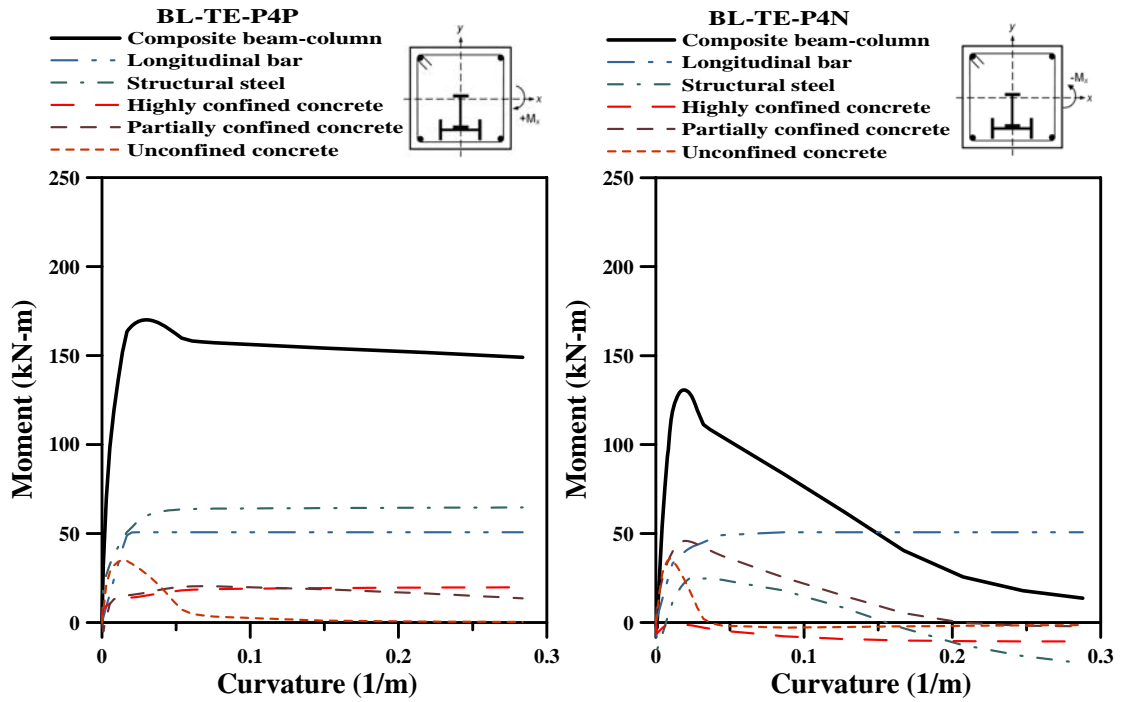 BL-TE-P4P
Composite beam-column
Longitudinal bar
Structural steel
Highly confined concrete
Partially confined concrete
Unconfined concrete
y
x
+Mₓ
250
200
150
100
50
0
0
0.1
0.2
0.3
Moment (kN-m)
Curvature (1/m)
BL-TE-P4N
Composite beam-column
Longitudinal bar
Structural steel
Highly confined concrete
Partially confined concrete
Unconfined concrete
y
x
-Mₓ
250
200
150
100
50
0
0
0.1
0.2
0.3
Moment (kN-m)
Curvature (1/m)